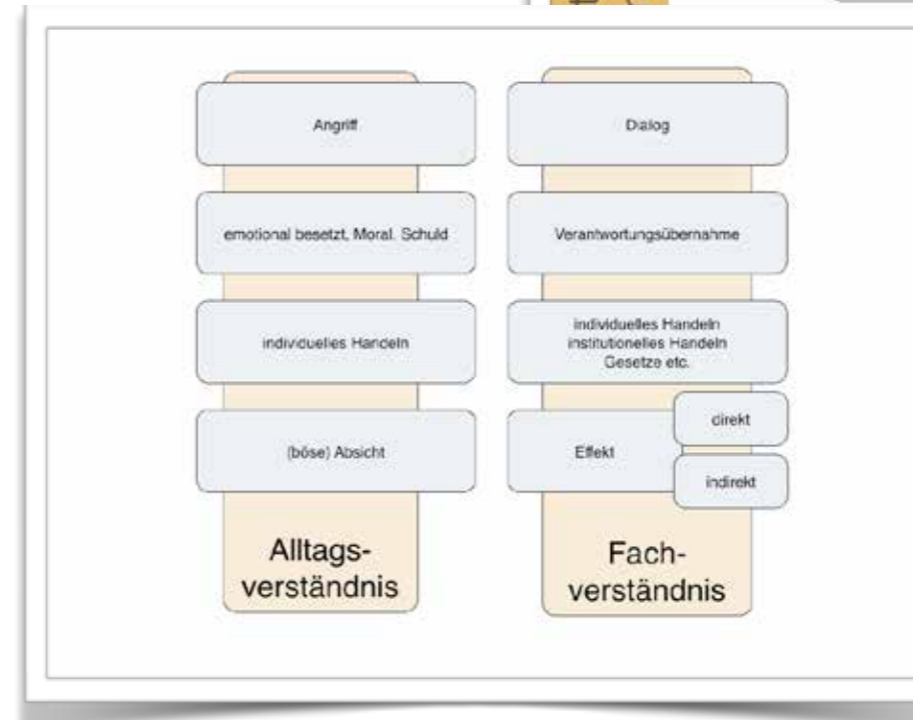 Angriff
emotional besetzt, Moral, Schuld
individuelles Handeln
(böse) Absicht
Alltags-
verständnis
Dialog
Verantwortungsübernahme
individuelles Handeln
institutionelles Handeln
Gesetze etc.
Effekt
direkt
indirekt
Fach-
verständnis